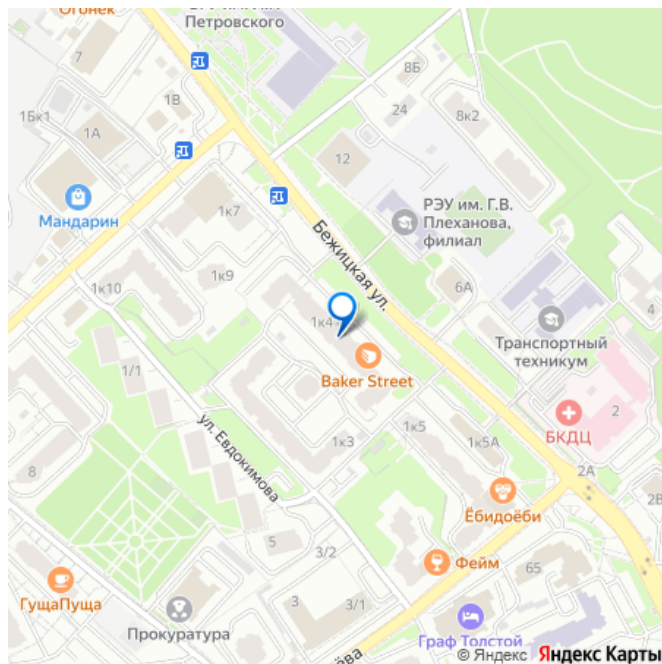 Огонёк
Петровского
7
8Б
1В
24
8к2
1Бк1
1А
12
Мандарин
1к7
РЭУ им. Г.В.
Плеханова,
филиал
Бежицкая ул.
1к9
1к10
6А
4
1к4
Транспортный
техникум
Baker Street
1/1
2
БКДЦ
ул. Евдокимова
1к3
1к5
1к5А
8
2А
2В
Ёбидоёби
5
3/2
Фейм
65
ГущаПуща
3
3/1
Прокуратура
Граф Толстой
© Яндекс Яндекс Карты